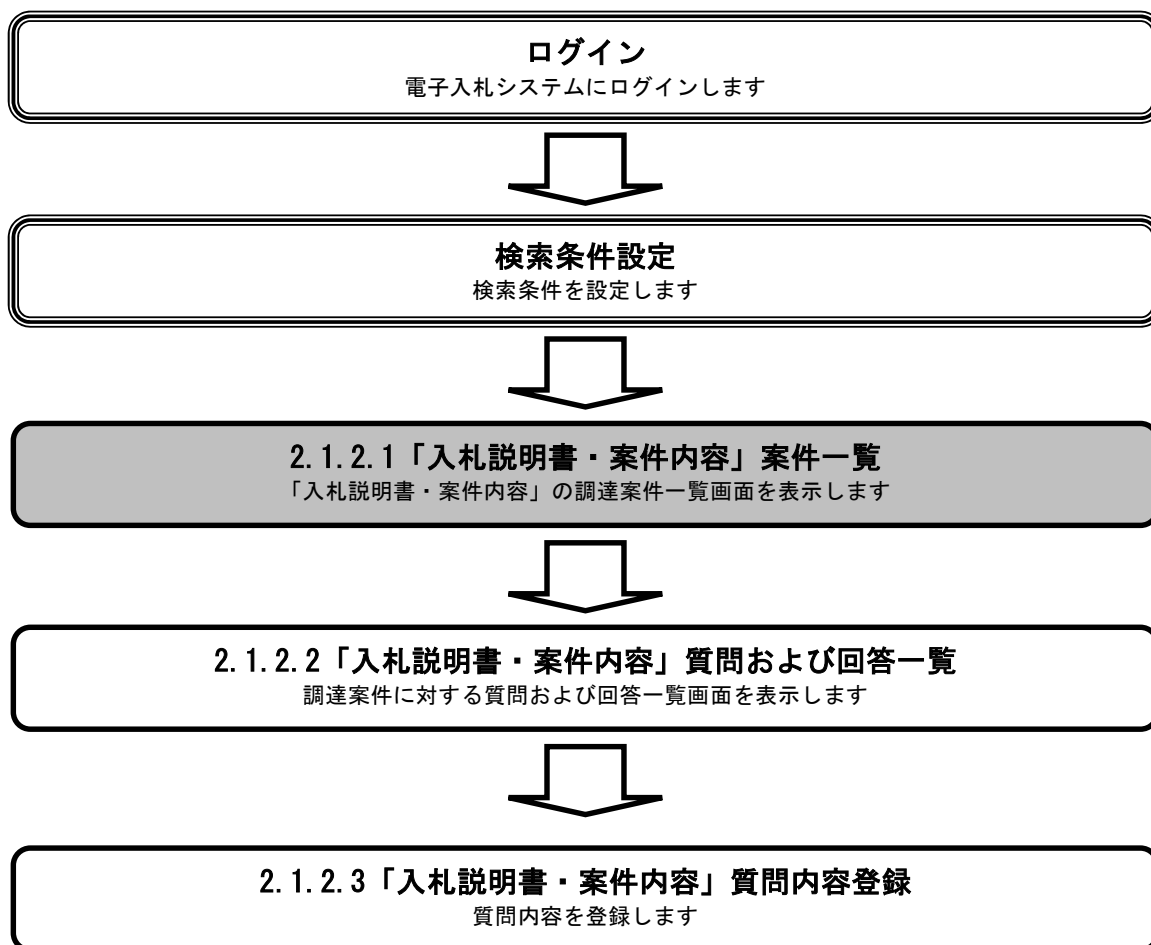 ログイン
電子入札システムにログインします
検索条件設定
検索条件を設定します
2.1.2.1「入札説明書・案件内容」案件一覧
「入札説明書・案件内容」の調達案件一覧画面を表示します
2.1.2.2「入札説明書・案件内容」質問および回答一覧
調達案件に対する質問および回答一覧画面を表示します
2.1.2.3「入札説明書・案件内容」質問内容登録
質問内容を登録します